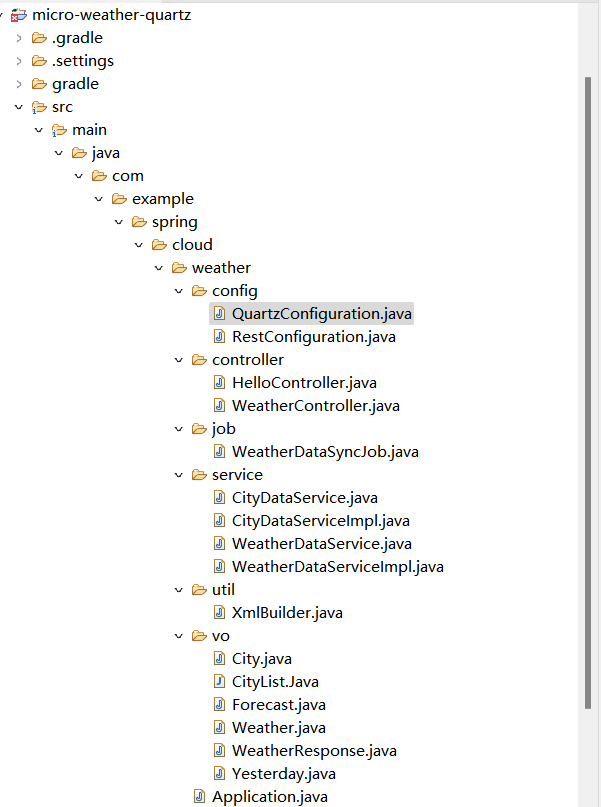 micro-weather-quartz
.gradle
.settings
gradle
src
main
java
com
example
spring
cloud
weather
config
QuartzConfiguration.java
RestConfiguration.java
controller
HelloController.java
WeatherController.java
job
WeatherDataSyncJob.java
service
CityDataService.java
CityDataServiceImpl.java
WeatherDataService.java
WeatherDataServiceImpl.java
util
XmlBuilder.java
vo
City.java
CityList.Java
Forecast.java
Weather.java
WeatherResponse.java
Yesterday.java
Application.java